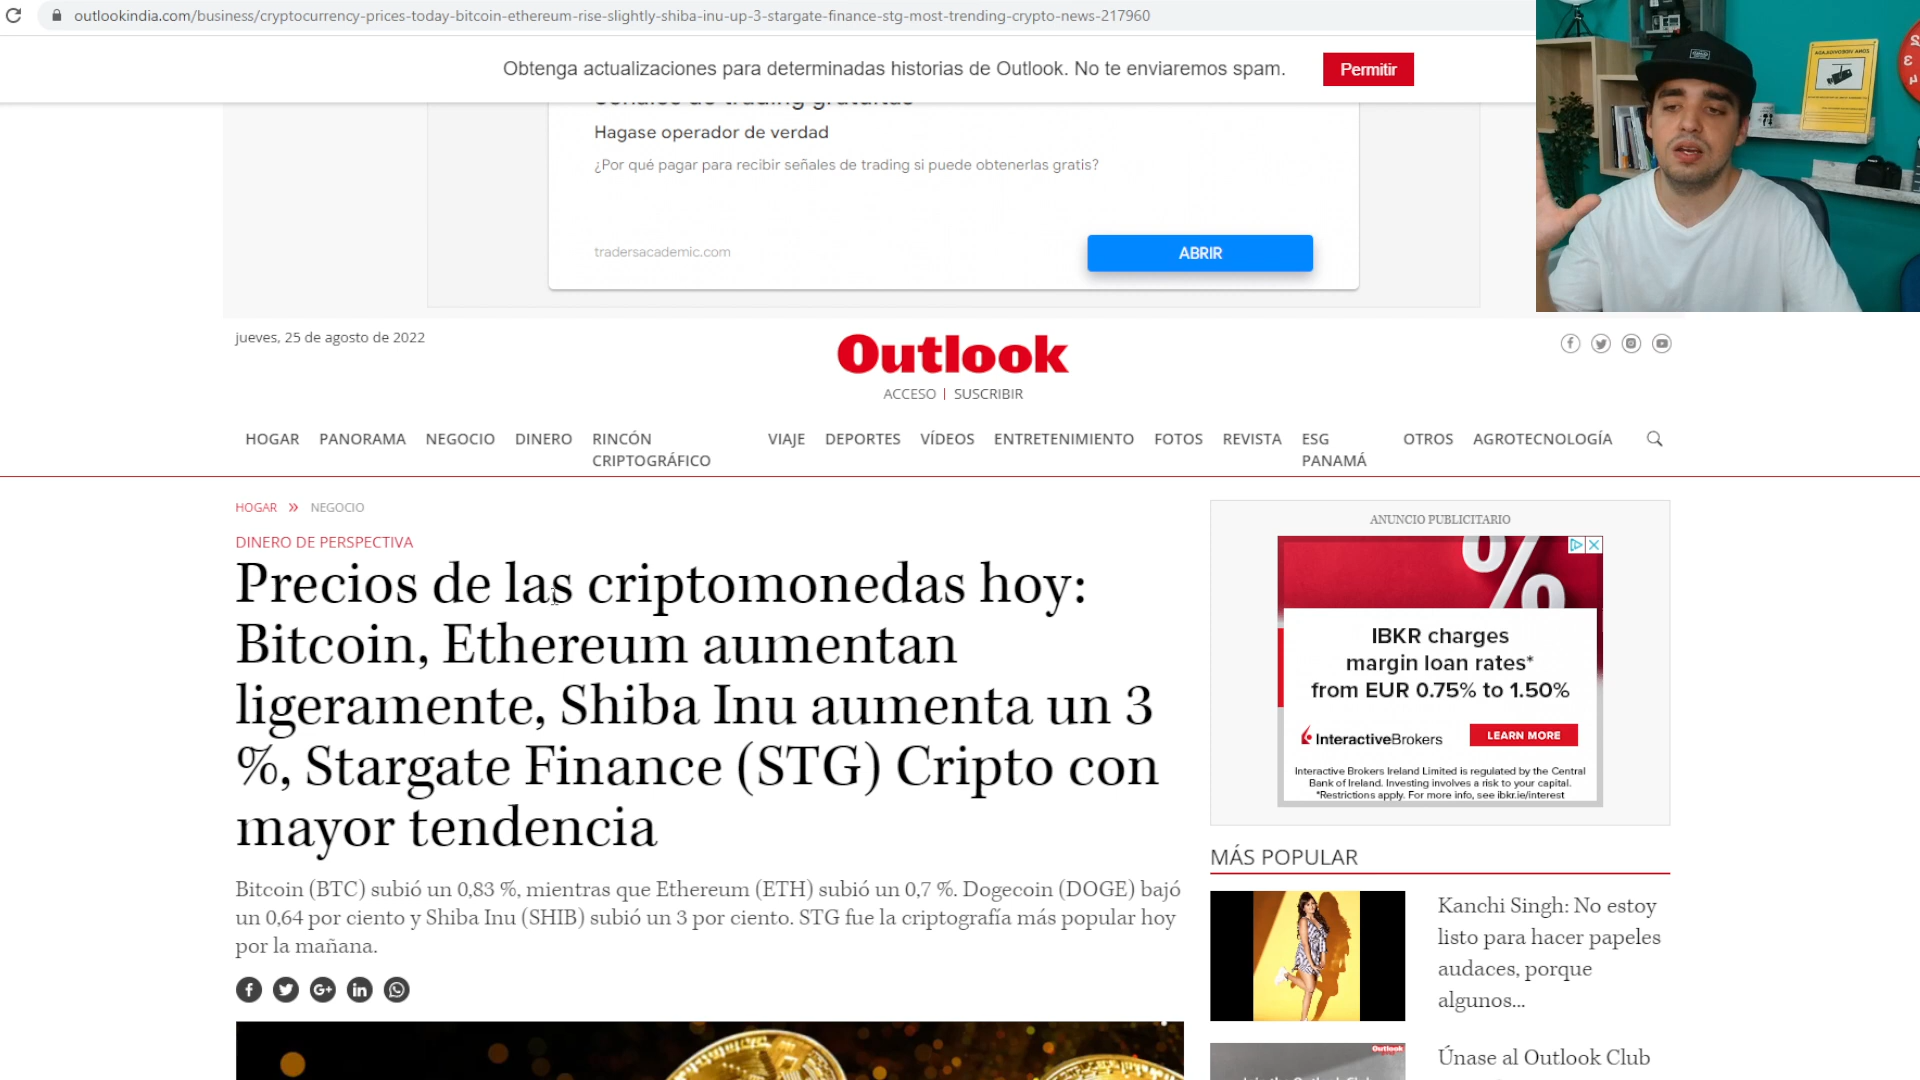 outlookindia.com/business/cryptocurrency-prices-today-bitcoin-ethereum-rise-slightly-shiba-inu-up-3-stargate-finance-stg-most-trending-crypto-news-217960
Obtenga actualizaciones para determinadas historias de Outlook. No te enviaremos spam.
Permitir
Señales de trading gratuitas
Hagase operador de verdad
¿Por qué pagar para recibir señales de trading si puede obtenerlas gratis?
tradersacademic.com
ABRIR
jueves, 25 de agosto de 2022
Outlook
ACCESO | SUSCRIBIR
HOGAR PANORAMA NEGOCIO DINERO RINCÓN CRIPTOGRÁFICO VIAJE DEPORTES VÍDEOS ENTRETENIMIENTO FOTOS REVISTA ESG PANAMÁ OTROS AGROTECNOLOGÍA
HOGAR » NEGOCIO
DINERO DE PERSPECTIVA
Precios de las criptomonedas hoy:
Bitcoin, Ethereum aumentan
ligeramente, Shiba Inu aumenta un 3
%, Stargate Finance (STG) Cripto con
mayor tendencia
Bitcoin (BTC) subió un 0,83 %, mientras que Ethereum (ETH) subió un 0,7 %. Dogecoin (DOGE) bajó
un 0,64 por ciento y Shiba Inu (SHIB) subió un 3 por ciento. STG fue la criptografía más popular hoy
por la mañana.
ANUNCIO PUBLICITARIO
%
IBKR charges
margin loan rates*
from EUR 0.75% to 1.50%
InteractiveBrokers
LEARN MORE
Interactive Brokers Ireland Limited is regulated by the Central
Bank of Ireland. Investing involves a risk to your capital.
*Restrictions apply. For more info, see ibkr.ie/interest
MÁS POPULAR
Kanchi Singh: No estoy
listo para hacer papeles
audaces, porque
algunos...
Outlook
Únase al Outlook Club